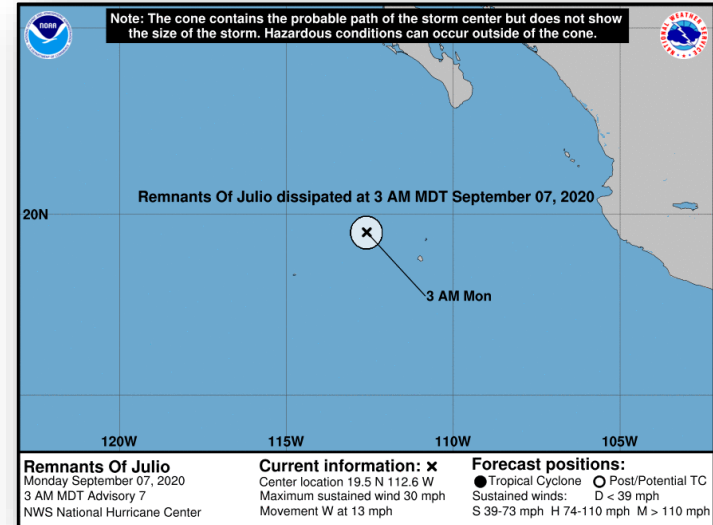 Note: The cone contains the probable path of the storm center but does not show
the size of the storm. Hazardous conditions can occur outside of the cone.
NOAA
NATIONAL WEATHER SERVICE
Remnants Of Julio dissipated at 3 AM MDT September 07, 2020
20N
3 AM Mon
120W 115W 110W 105W
Remnants Of Julio
Monday September 07, 2020
3 AM MDT Advisory 7
NWS National Hurricane Center
Current information: x
Center location 19.5 N 112.6 W
Maximum sustained wind 30 mph
Movement W at 13 mph
Forecast positions:
Tropical Cyclone Post/Potential TC
Sustained winds: D < 39 mph
S 39-73 mph H 74-110 mph M > 110 mph